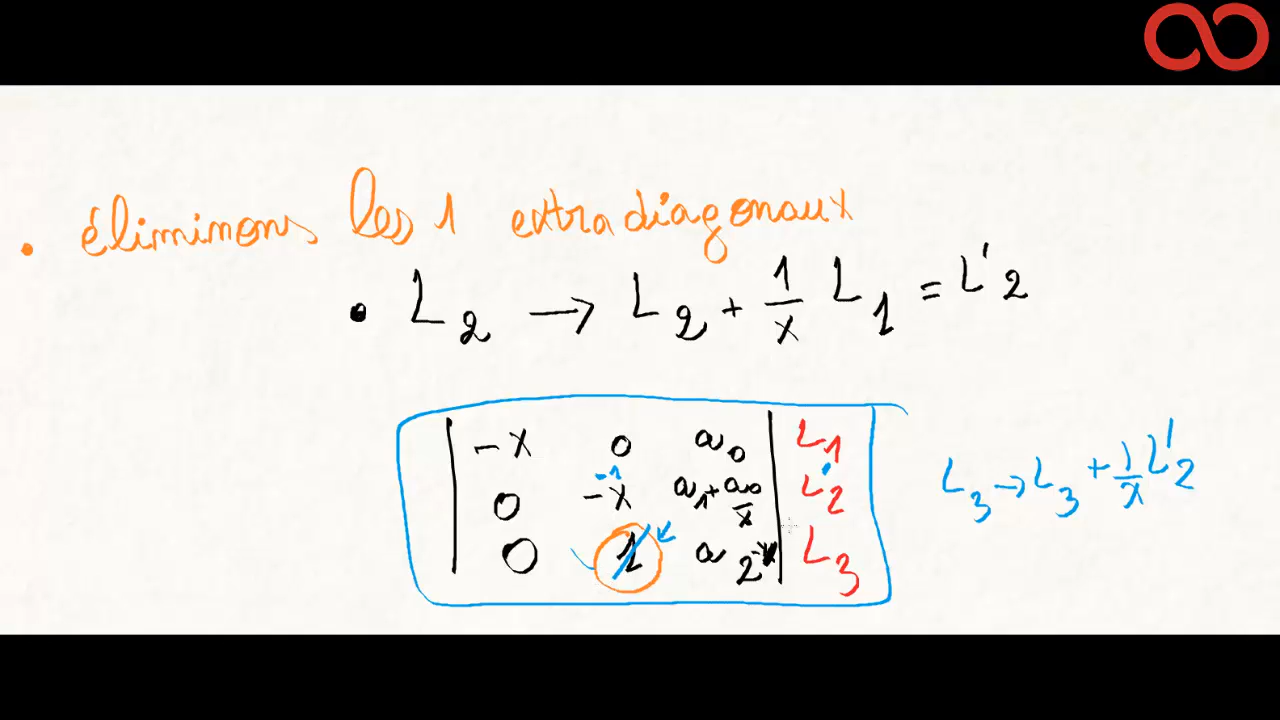 • éliminons les 1 extradiagonaux
• L2 → L2 + 1/x L1 = L'2
-X 0 a0 L1
-1
0 -X a1+a0/x L'2
0 1 a2-x L3
L3 → L3 + 1/x L'2